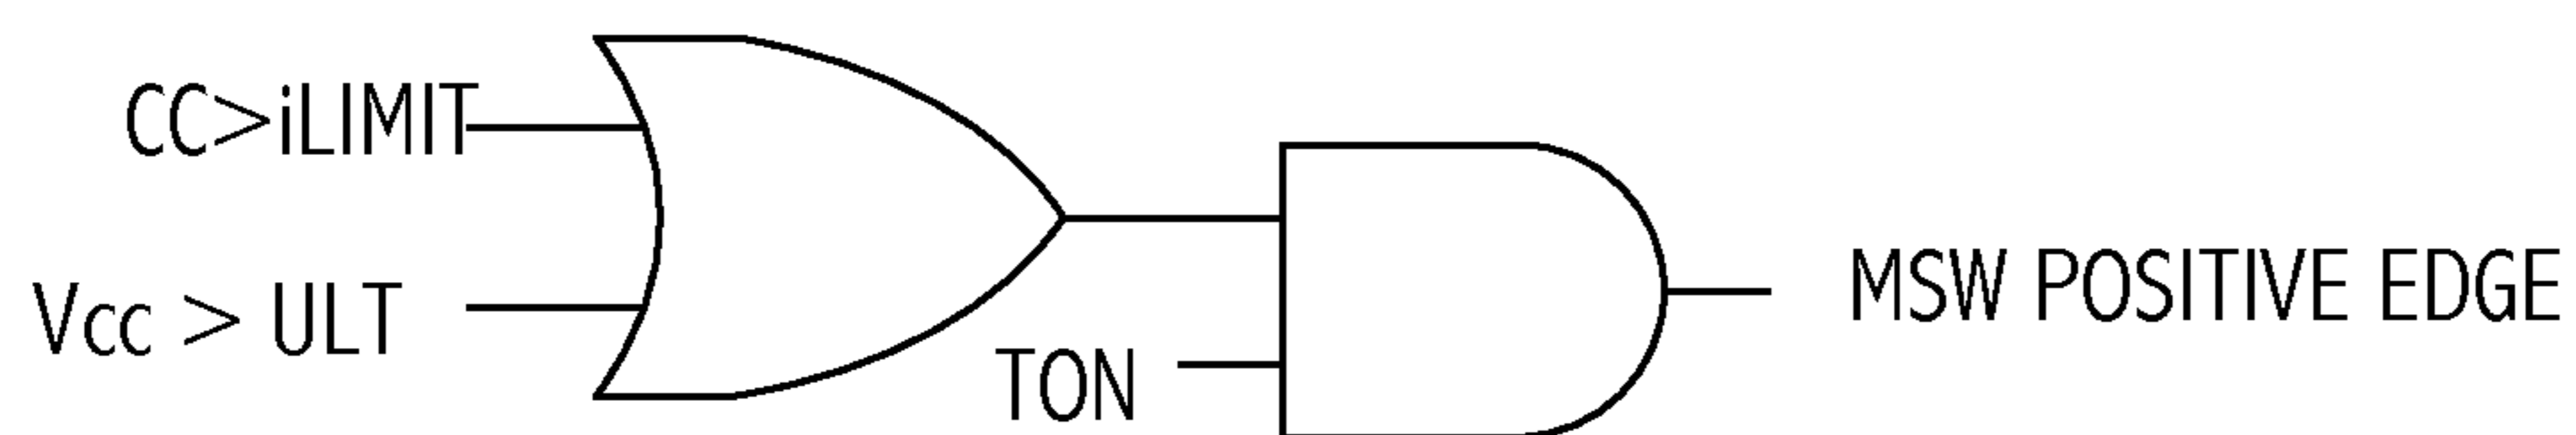 CC>iLIMIT
Vcc > ULT
TON
MSW POSITIVE EDGE